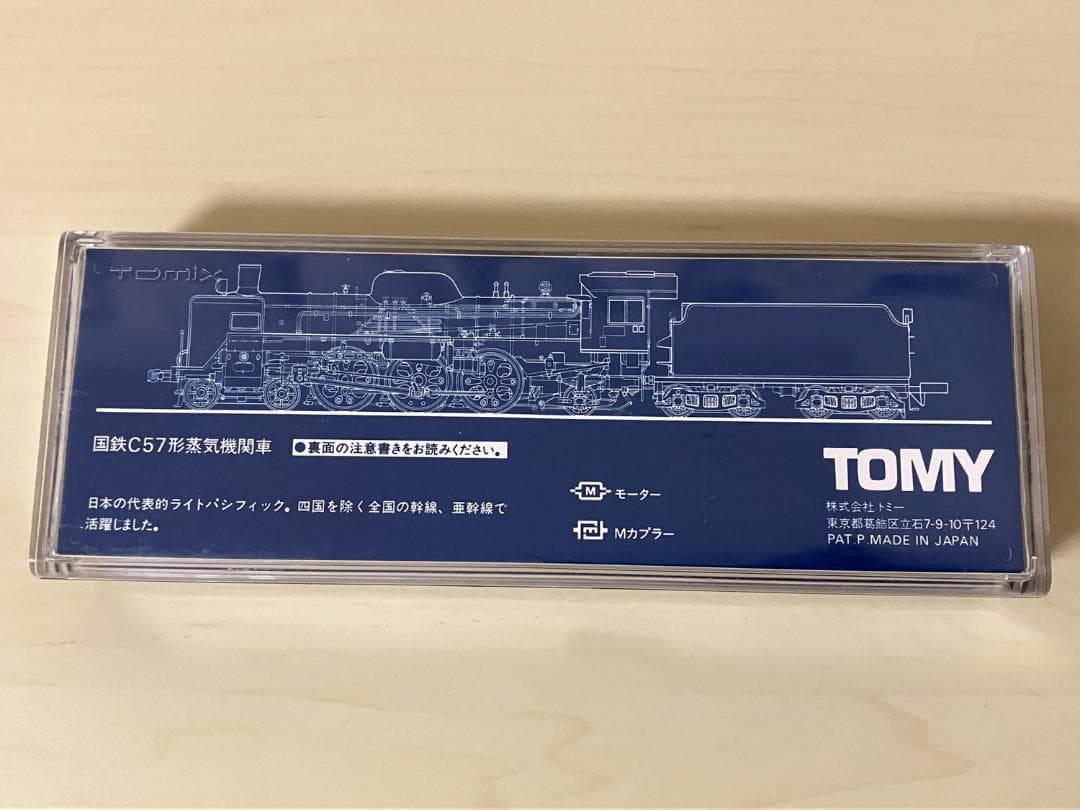 TOMIX
国鉄C57形蒸気機関車
●裏面の注意書きをお読みください。
日本の代表的ライトパシフィック。四国を除く全国の幹線、亜幹線で
活躍しました。
M モーター
M Mカプラー
TOMY
株式会社トミー
東京都葛飾区立石7-9-10〒124
PAT.P.MADE IN JAPAN